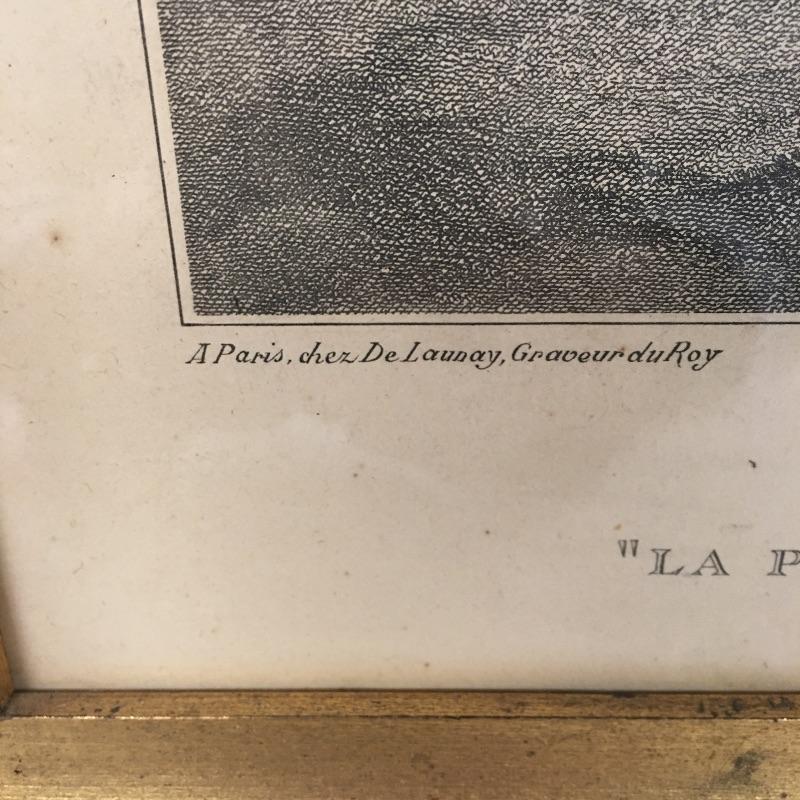 A Paris, chez De Launay, Graveur du Roy
"LA P